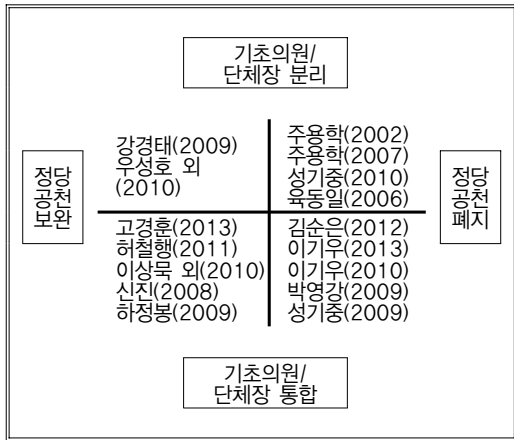 기초의원/
단체장 분리
강경태(2009)
우성호 외
(2010)
주용학(2002)
주용학(2007)
성기중(2010)
육동일(2006)
정당
공천
보완
정당
공천
폐지
고경훈(2013)
허철행(2011)
이상묵 외(2010)
신진(2008)
하정봉(2009)
김순은(2012)
이기우(2013)
이기우(2010)
박영강(2009)
성기중(2009)
기초의원/
단체장 통합